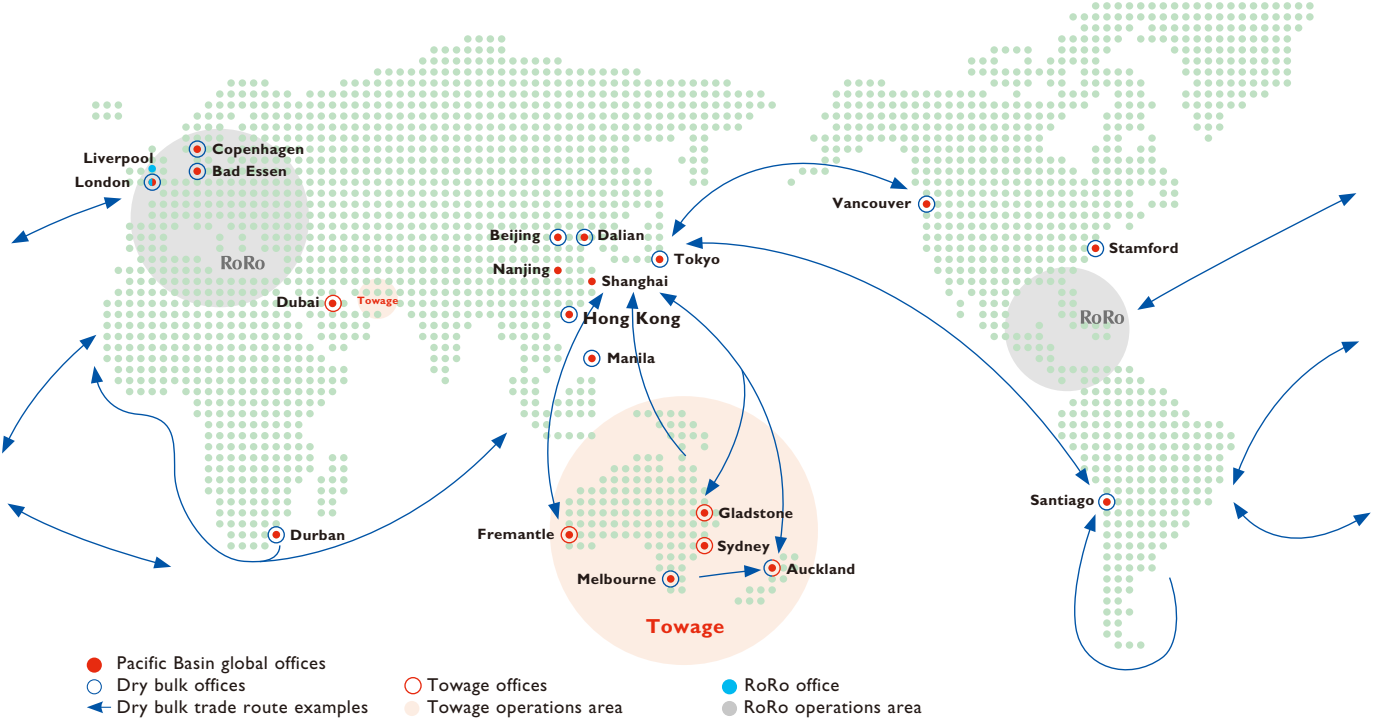 Copenhagen
Liverpool
Bad Essen
London
Vancouver
Beijing
Dalian
Stamford
RoRo
Tokyo
Nanjing
Shanghai
Dubai
Towage
Hong Kong
RoRo
Manila
Santiago
Gladstone
Fremantle
Durban
Sydney
Auckland
Melbourne
Towage
Pacific Basin global offices
Dry bulk offices
Towage offices
RoRo office
Dry bulk trade route examples
Towage operations area
RoRo operations area